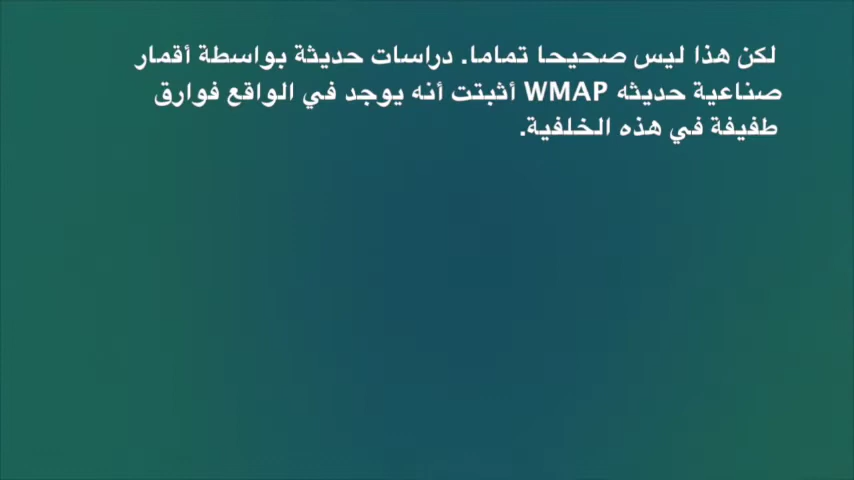 لكن هذا ليس صحيحا تماما. دراسات حديثة بواسطة أقمار
صناعية حديثه WMAP أثبتت أنه يوجد في الواقع فوارق
طفيفة في هذه الخلفية.